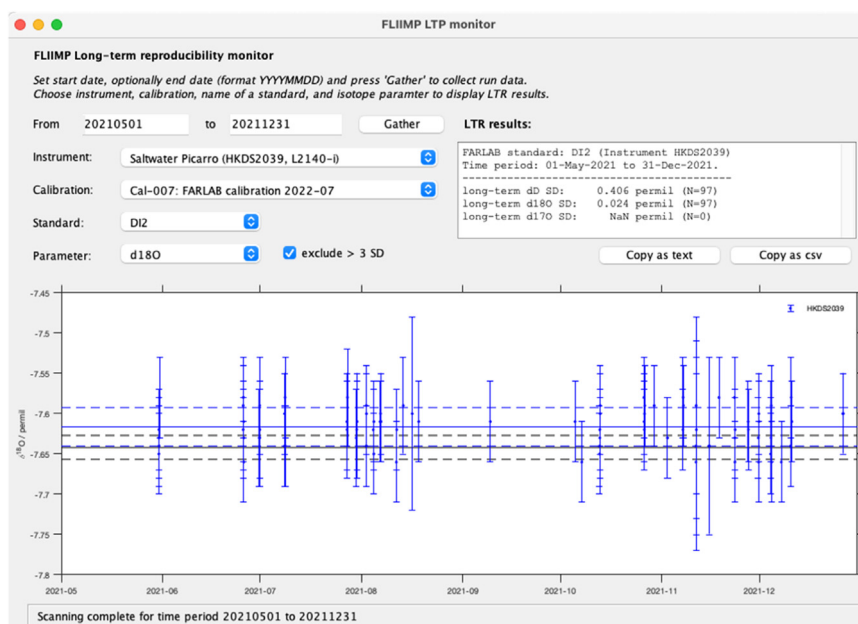 FLIIMP LTP monitor
FLIIMP Long-term reproducibility monitor
Set start date, optionally end date (format YYYYMMDD) and press 'Gather' to collect run data.
Choose instrument, calibration, name of a standard, and isotope paramter to display LTR results.
From 20210501 to 20211231 Gather LTR results:
Instrument: Saltwater Picarro (HKDS2039, L2140-i)
Calibration: Cal-007: FARLAB calibration 2022-07
Standard: DI2
Parameter: d18O exclude > 3 SD
FARLAB standard: DI2 (Instrument HKDS2039)
Time period: 01-May-2021 to 31-Dec-2021.
----------------------------------------
long-term dD SD: 0.406 permil (N=97)
long-term d18O SD: 0.024 permil (N=97)
long-term d17O SD: NaN permil (N=0)
Copy as text Copy as csv
HKDS2039
δ18O / permil
-7.45
-7.5
-7.55
-7.6
-7.65
-7.7
-7.75
-7.8
2021-05 2021-06 2021-07 2021-08 2021-09 2021-10 2021-11 2021-12
Scanning complete for time period 20210501 to 20211231